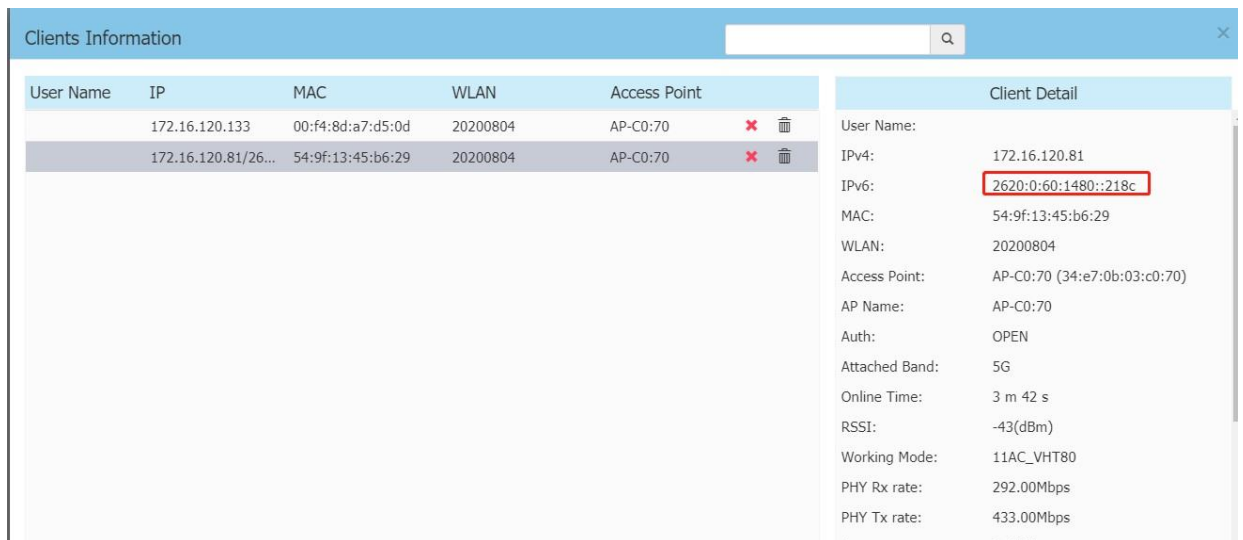 Clients Information
User Name IP MAC WLAN Access Point
172.16.120.133 00:f4:8d:a7:d5:0d 20200804 AP-C0:70
172.16.120.81/26... 54:9f:13:45:b6:29 20200804 AP-C0:70
Client Detail
User Name:
IPv4: 172.16.120.81
IPv6: 2620:0:60:1480::218c
MAC: 54:9f:13:45:b6:29
WLAN: 20200804
Access Point: AP-C0:70 (34:e7:0b:03:c0:70)
AP Name: AP-C0:70
Auth: OPEN
Attached Band: 5G
Online Time: 3 m 42 s
RSSI: -43(dBm)
Working Mode: 11AC_VHT80
PHY Rx rate: 292.00Mbps
PHY Tx rate: 433.00Mbps